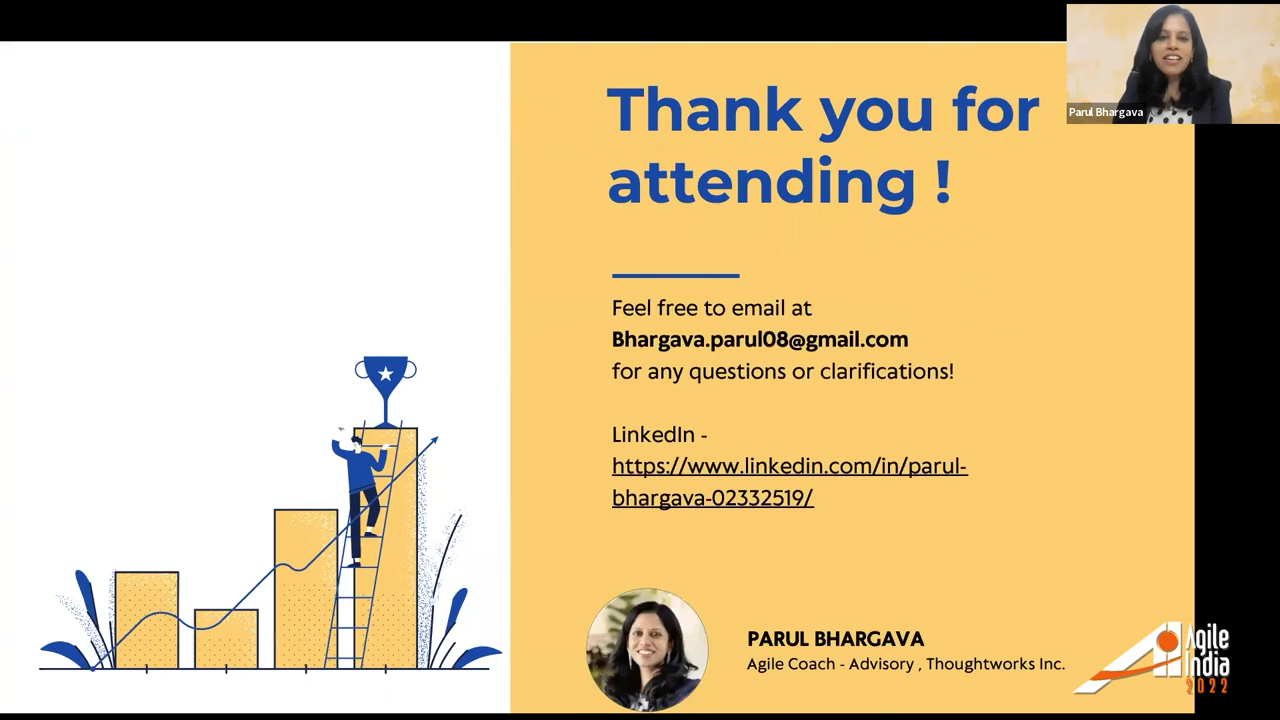 Thank you for
attending !
Parul Bhargava
Feel free to email at
Bhargava.parul08@gmail.com
for any questions or clarifications!
LinkedIn -
https://www.linkedin.com/in/parul-
bhargava-02332519/
PARUL BHARGAVA
Agile Coach - Advisory , Thoughtworks Inc.
Agile
India
2022